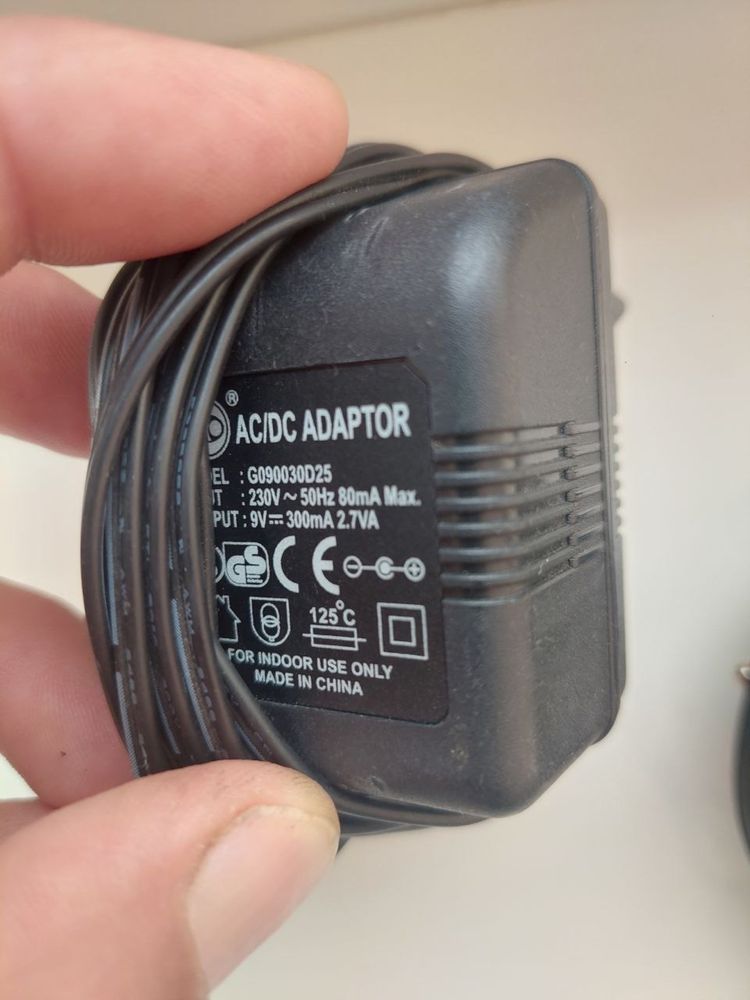 ®
AC/DC ADAPTOR
: G090030D25
: 230V ~ 50Hz 80mA Max.
PUT : 9V⎓300mA 2.7VA
GS CE
125°C
FOR INDOOR USE ONLY
MADE IN CHINA